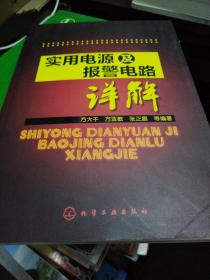 实用电源及
报警电路
详解
方大千 方亚敏 张正昌 等编著
SHIYONG DIANYUAN JI
BAOJING DIANLU
XIANGJIE
化学工业出版社